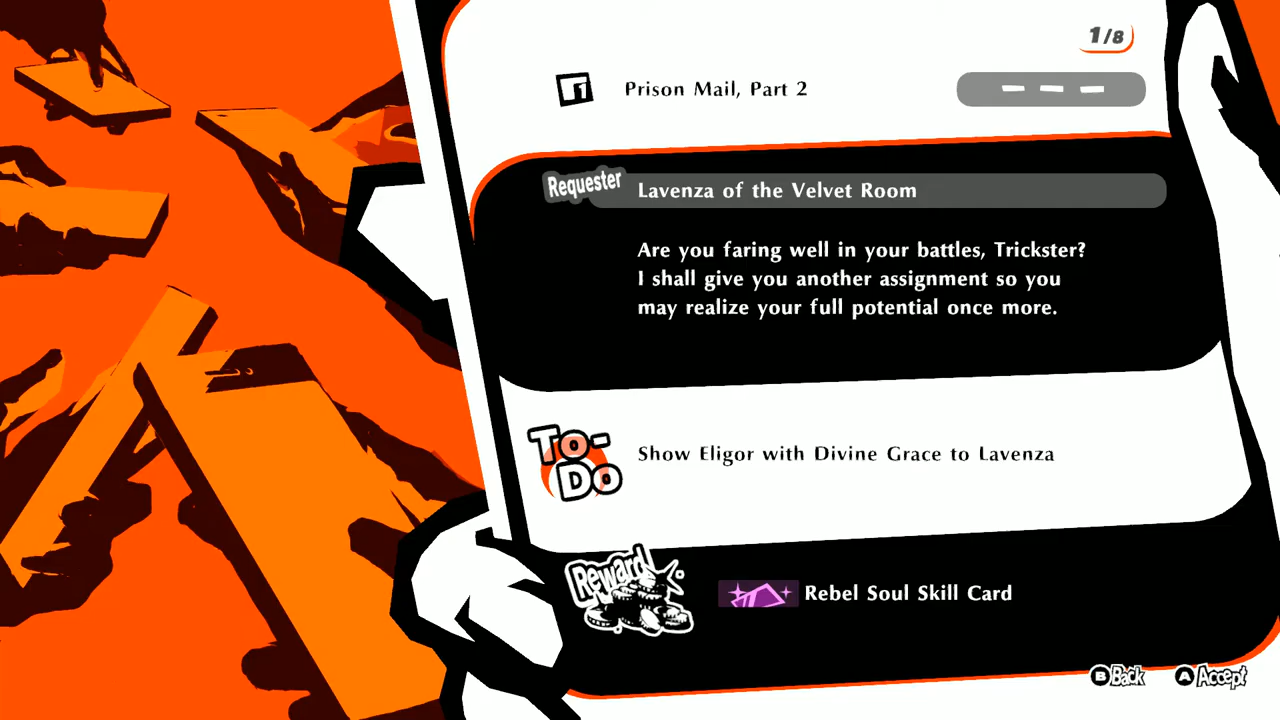 1/8
1
Prison Mail, Part 2
Requester
Lavenza of the Velvet Room
Are you faring well in your battles, Trickster?
I shall give you another assignment so you
may realize your full potential once more.
To-
Do
Show Eligor with Divine Grace to Lavenza
Reward
Rebel Soul Skill Card
B Back
A Accept